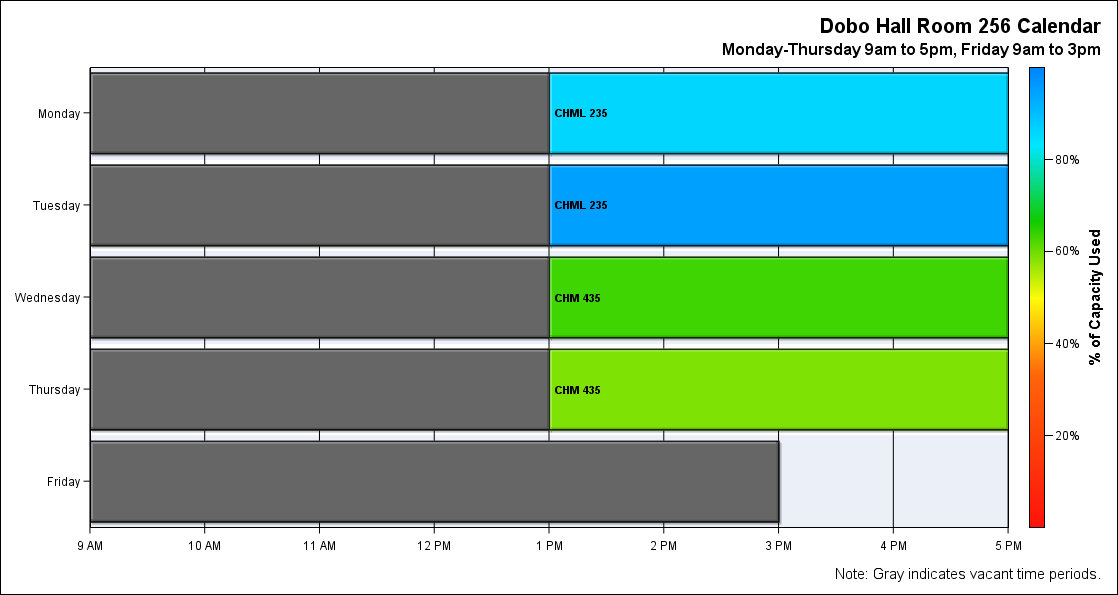 Dobo Hall Room 256 Calendar
Monday-Thursday 9am to 5pm, Friday 9am to 3pm
Monday
CHML 235
Tuesday
CHML 235
Wednesday
CHM 435
Thursday
CHM 435
Friday
9 AM 10 AM 11 AM 12 PM 1 PM 2 PM 3 PM 4 PM 5 PM
80%
60%
40%
20%
% of Capacity Used
Note: Gray indicates vacant time periods.